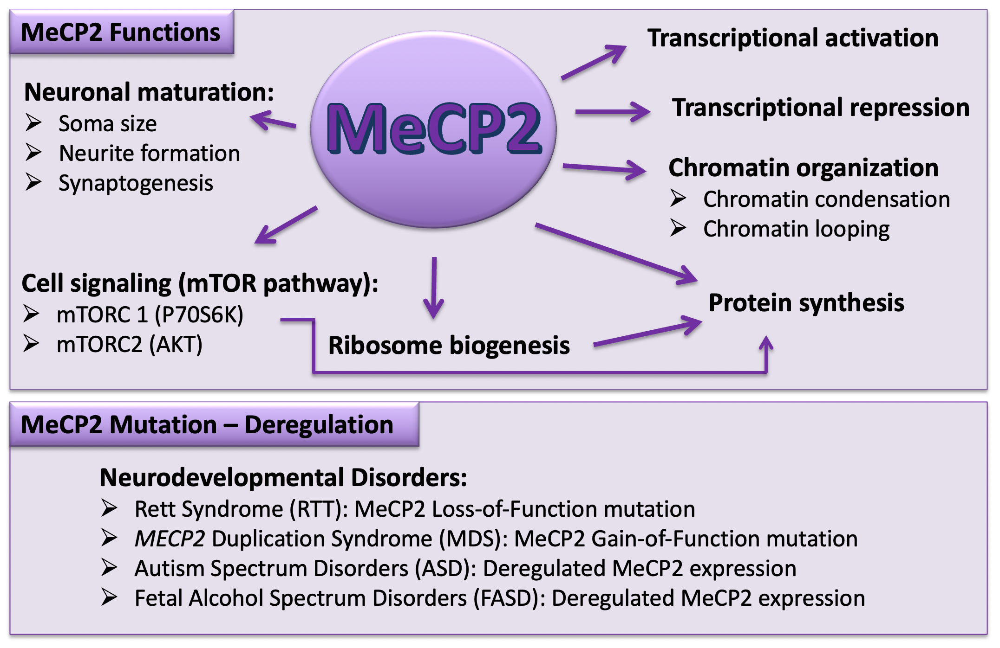 MeCP2 Functions
Neuronal maturation:
Soma size
Neurite formation
Synaptogenesis
MeCP2
Transcriptional activation
Transcriptional repression
Chromatin organization
Chromatin condensation
Chromatin looping
Cell signaling (mTOR pathway):
mTORC 1 (P70S6K)
mTORC2 (AKT)
Ribosome biogenesis
Protein synthesis
MeCP2 Mutation – Deregulation
Neurodevelopmental Disorders:
Rett Syndrome (RTT): MeCP2 Loss-of-Function mutation
MECP2 Duplication Syndrome (MDS): MeCP2 Gain-of-Function mutation
Autism Spectrum Disorders (ASD): Deregulated MeCP2 expression
Fetal Alcohol Spectrum Disorders (FASD): Deregulated MeCP2 expression